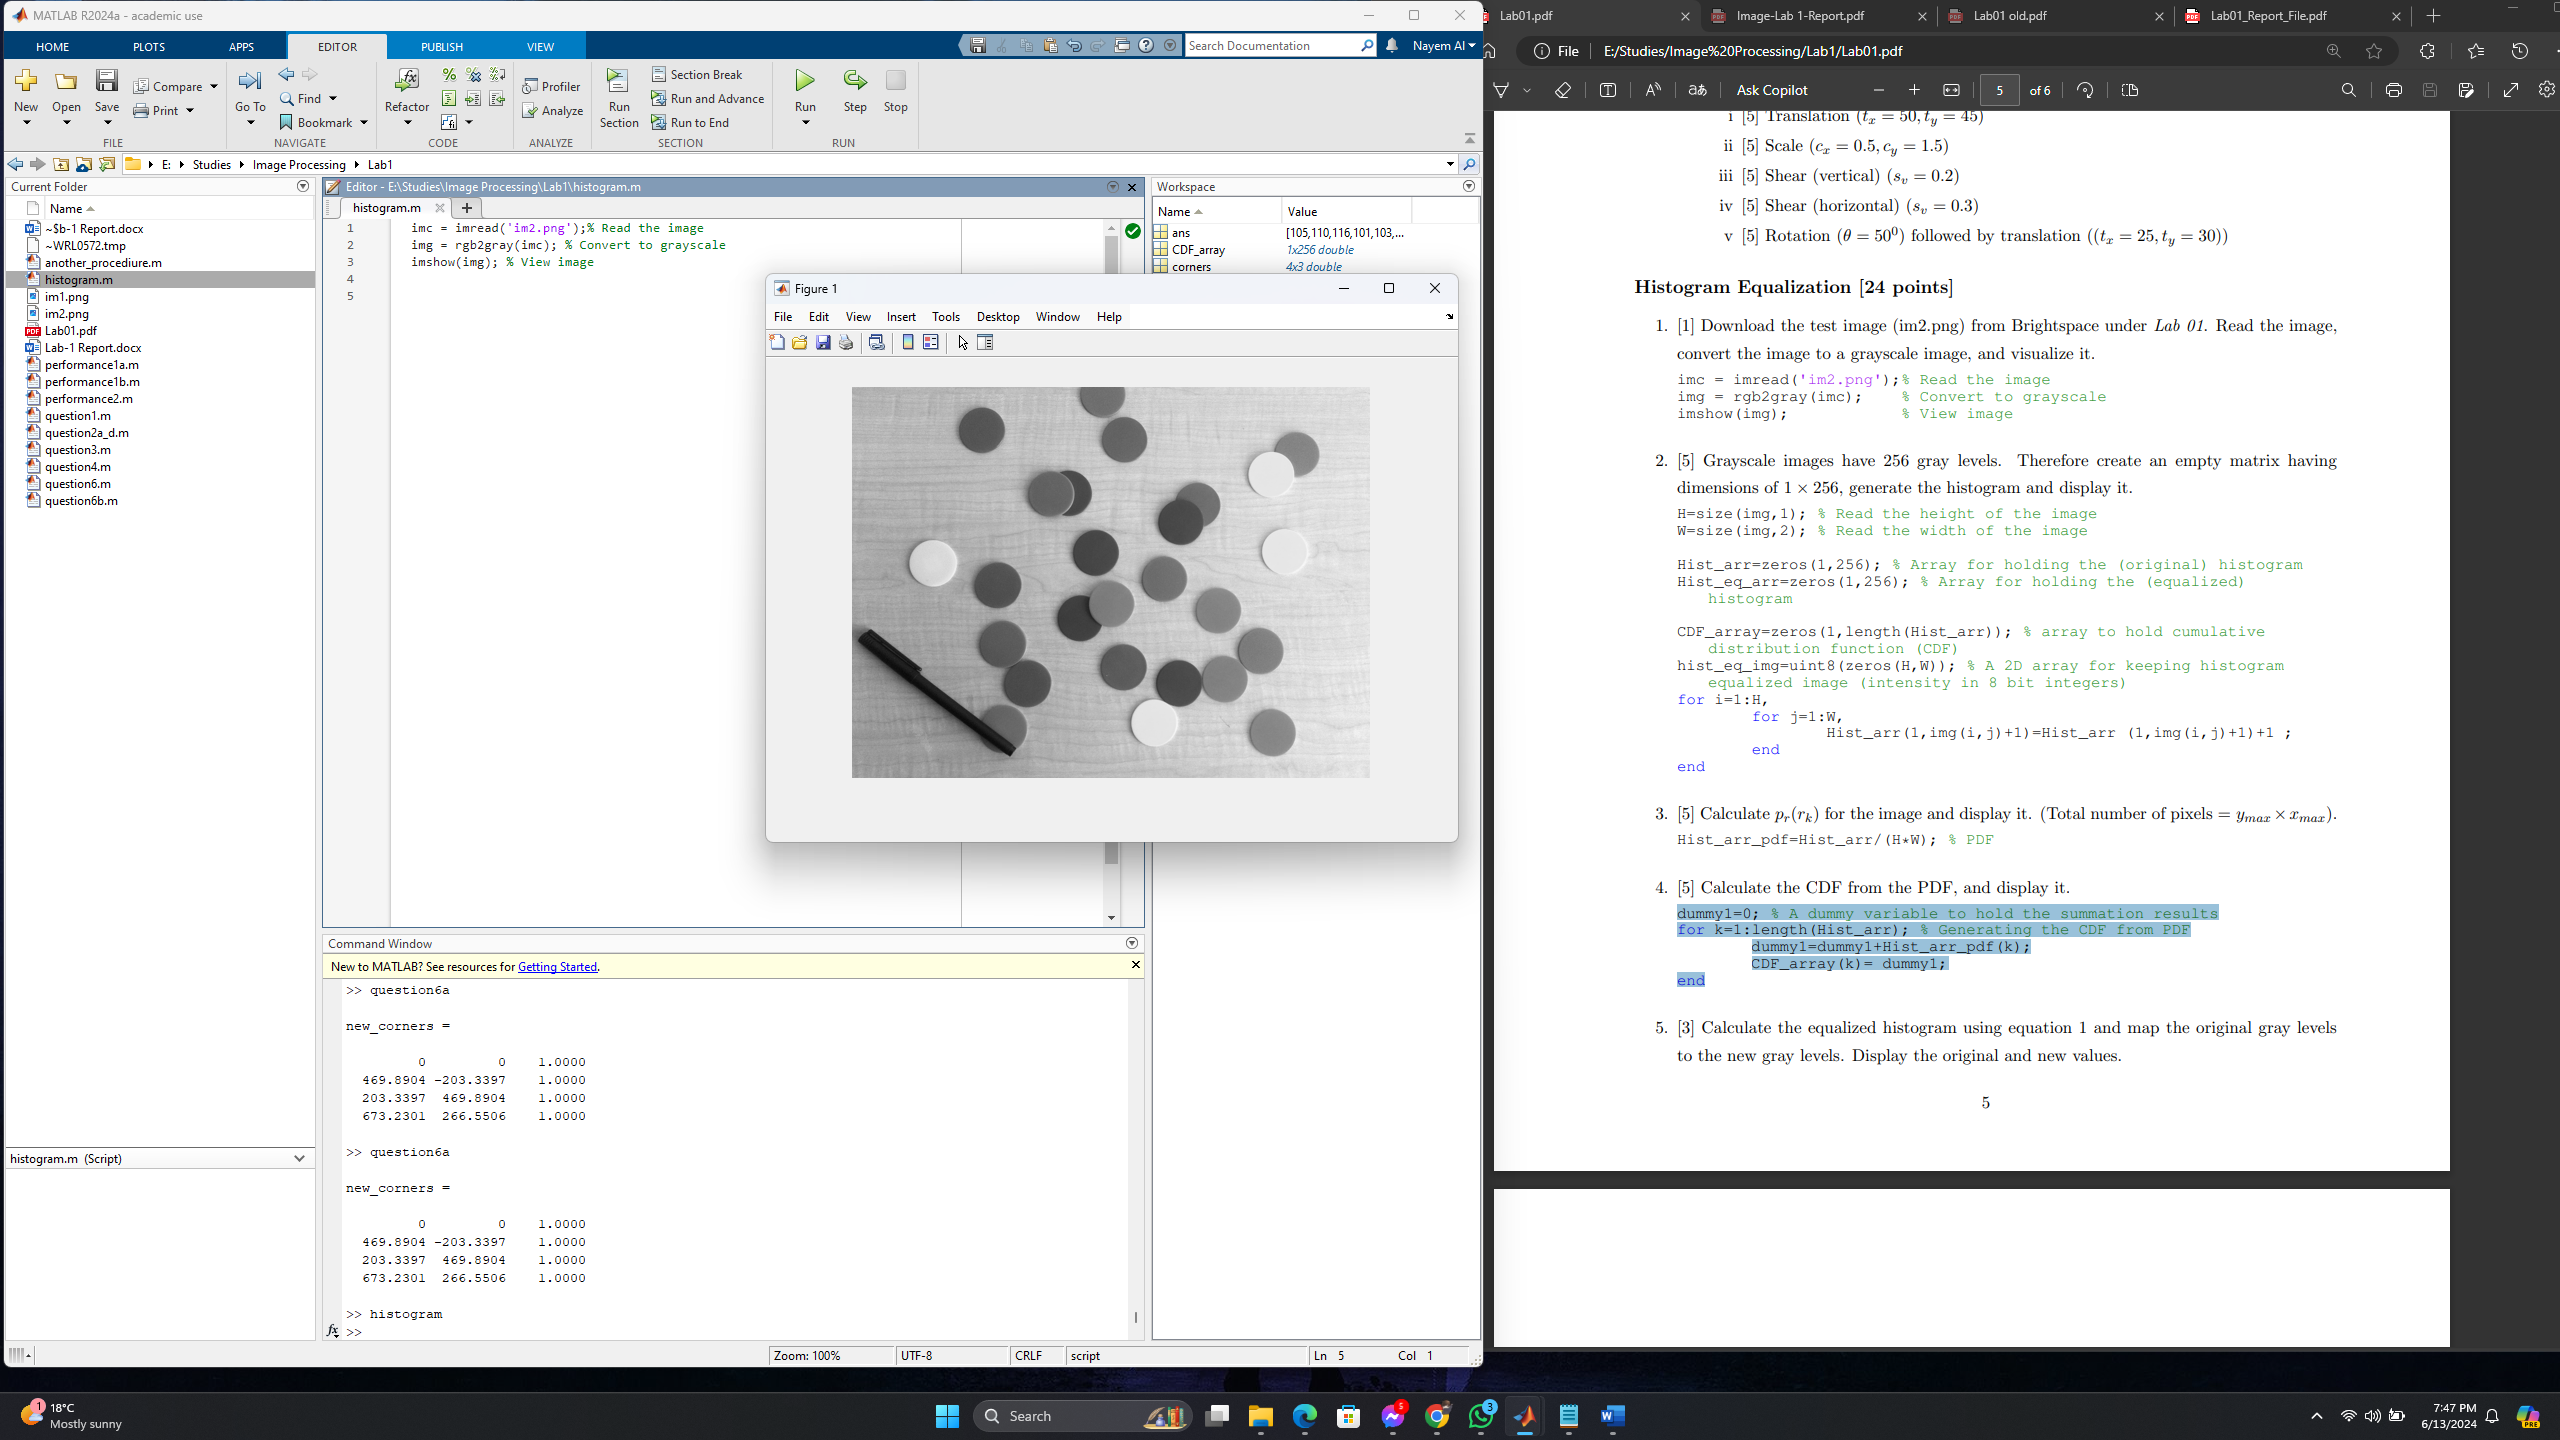 MATLAB R2024a - academic use
HOME PLOTS APPS EDITOR PUBLISH VIEW
Search Documentation
Nayem Al
New Open Save
Compare
Print
FILE
Go To
Find
Bookmark
NAVIGATE
Refactor
CODE
Profiler
Analyze
ANALYZE
Run Section
Section Break
Run and Advance
Run to End
SECTION
Run Step Stop
RUN
E: Studies Image Processing Lab1
Current Folder
Name
~$b-1 Report.docx
~WRL0572.tmp
another_procediure.m
histogram.m
im1.png
im2.png
Lab01.pdf
Lab-1 Report.docx
performance1a.m
performance1b.m
performance2.m
question1.m
question2a_d.m
question3.m
question4.m
question6.m
question6b.m
histogram.m (Script)
Editor - E:\Studies\Image Processing\Lab1\histogram.m
histogram.m
1 imc = imread('im2.png');% Read the image
2 img = rgb2gray(imc); % Convert to grayscale
3 imshow(img); % View image
4
5
Workspace
Name Value
ans [105,110,116,101,103,...
CDF_array 1x256 double
corners 4x3 double
Figure 1
File Edit View Insert Tools Desktop Window Help
Command Window
New to MATLAB? See resources for Getting Started.
>> question6a
new_corners =
0 0 1.0000
469.8904 -203.3397 1.0000
203.3397 469.8904 1.0000
673.2301 266.5506 1.0000
>> question6a
new_corners =
0 0 1.0000
469.8904 -203.3397 1.0000
203.3397 469.8904 1.0000
673.2301 266.5506 1.0000
>> histogram
fx >>
Zoom: 100% UTF-8 CRLF script Ln 5 Col 1
Lab01.pdf
Image-Lab 1-Report.pdf
Lab01 old.pdf
Lab01_Report_File.pdf
File E:/Studies/Image%20Processing/Lab1/Lab01.pdf
Ask Copilot 5 of 6
i [5] Translation (tx = 50, ty = 45)
ii [5] Scale (cx = 0.5, cy = 1.5)
iii [5] Shear (vertical) (sv = 0.2)
iv [5] Shear (horizontal) (sv = 0.3)
v [5] Rotation (θ = 50⁰) followed by translation ((tx = 25, ty = 30))
Histogram Equalization [24 points]
1. [1] Download the test image (im2.png) from Brightspace under Lab 01. Read the image,
convert the image to a grayscale image, and visualize it.
imc = imread('im2.png');% Read the image
img = rgb2gray(imc); % Convert to grayscale
imshow(img); % View image
2. [5] Grayscale images have 256 gray levels. Therefore create an empty matrix having
dimensions of 1 × 256, generate the histogram and display it.
H=size(img,1); % Read the height of the image
W=size(img,2); % Read the width of the image
Hist_arr=zeros(1,256); % Array for holding the (original) histogram
Hist_eq_arr=zeros(1,256); % Array for holding the (equalized)
histogram
CDF_array=zeros(1,length(Hist_arr)); % array to hold cumulative
distribution function (CDF)
hist_eq_img=uint8(zeros(H,W)); % A 2D array for keeping histogram
equalized image (intensity in 8 bit integers)
for i=1:H,
for j=1:W,
Hist_arr(1,img(i,j)+1)=Hist_arr (1,img(i,j)+1)+1 ;
end
end
3. [5] Calculate pr(rk) for the image and display it. (Total number of pixels = ymax × xmax).
Hist_arr_pdf=Hist_arr/(H*W); % PDF
4. [5] Calculate the CDF from the PDF, and display it.
dummy1=0; % A dummy variable to hold the summation results
for k=1:length(Hist_arr); % Generating the CDF from PDF
dummy1=dummy1+Hist_arr_pdf(k);
CDF_array(k)= dummy1;
end
5. [3] Calculate the equalized histogram using equation 1 and map the original gray levels
to the new gray levels. Display the original and new values.
5
1
18°C
Mostly sunny
Search
5
3
7:47 PM
6/13/2024
PRE